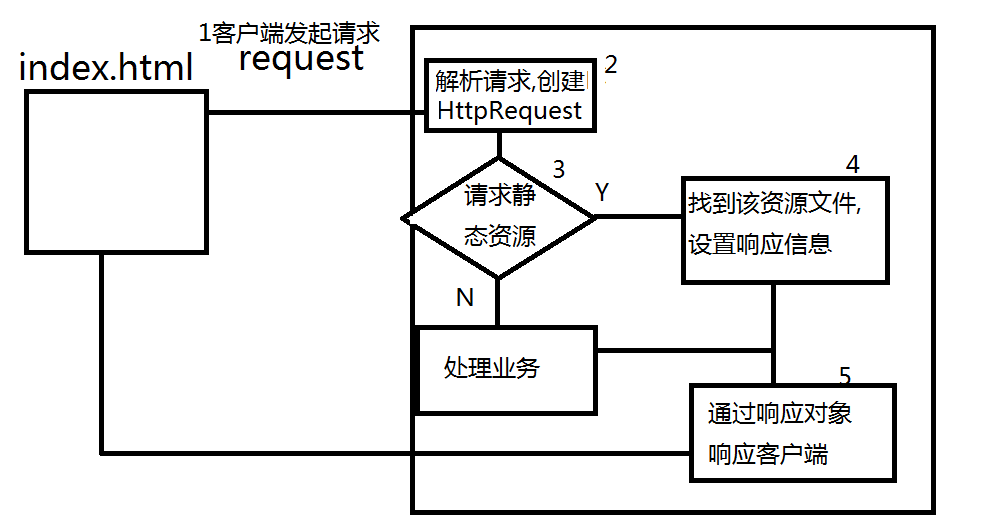 1客户端发起请求
request
index.html
解析请求,创建
HttpRequest
2
请求静
态资源
3
Y
N
4
找到该资源文件,
设置响应信息
处理业务
5
通过响应对象
响应客户端